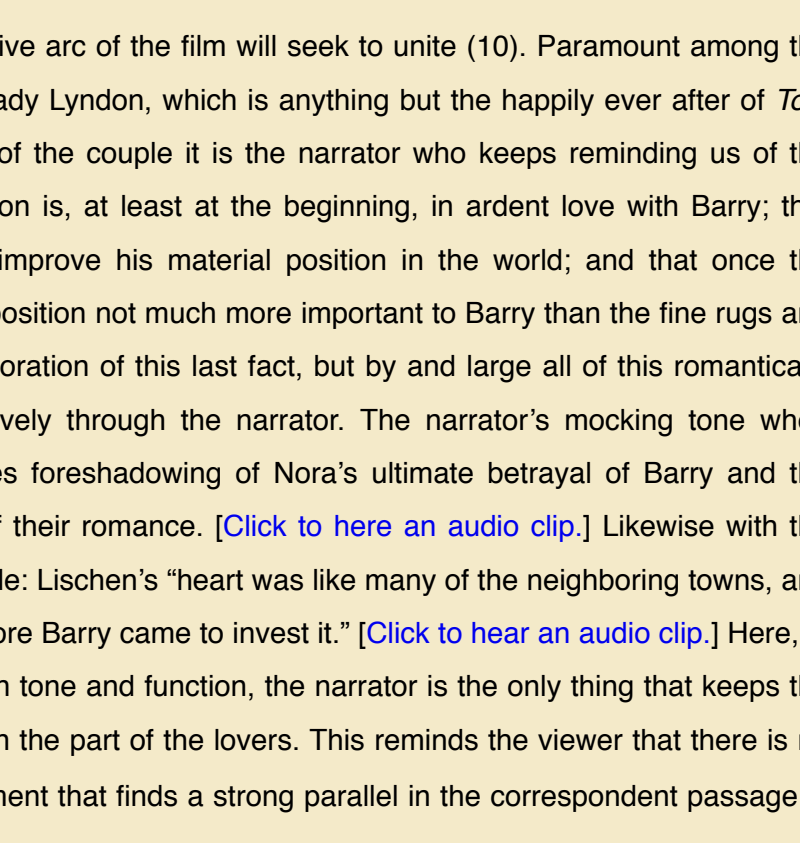 ive arc of the film will seek to unite (10). Paramount among th
ady Lyndon, which is anything but the happily ever after of To
of the couple it is the narrator who keeps reminding us of th
on is, at least at the beginning, in ardent love with Barry; th
improve his material position in the world; and that once th
position not much more important to Barry than the fine rugs an
oration of this last fact, but by and large all of this romantica
vely through the narrator. The narrator’s mocking tone whe
es foreshadowing of Nora’s ultimate betrayal of Barry and th
f their romance. [Click to here an audio clip.] Likewise with th
le: Lischen’s “heart was like many of the neighboring towns, an
ore Barry came to invest it.” [Click to hear an audio clip.] Here,
n tone and function, the narrator is the only thing that keeps th
n the part of the lovers. This reminds the viewer that there is n
ment that finds a strong parallel in the correspondent passage